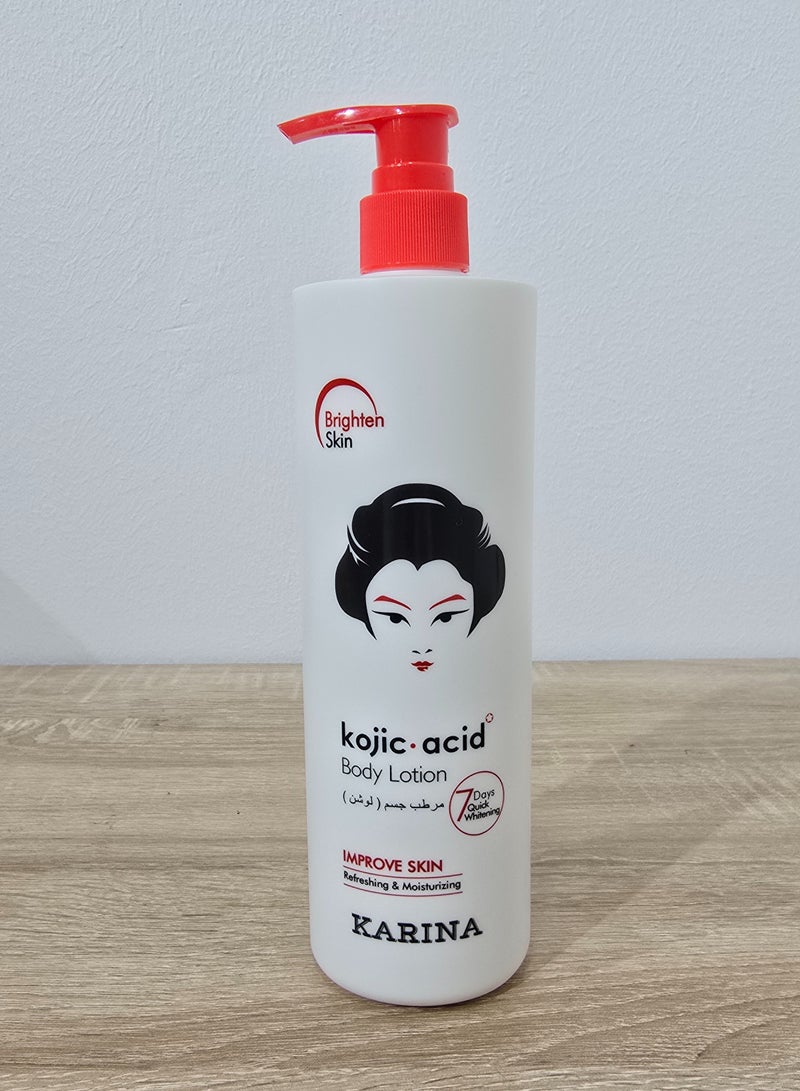 Brighten
Skin
kojic·acid
Body Lotion
مرطب جسم ( لوشن )
7 Days
Quick
Whitening
IMPROVE SKIN
Refreshing & Moisturizing
KARINA